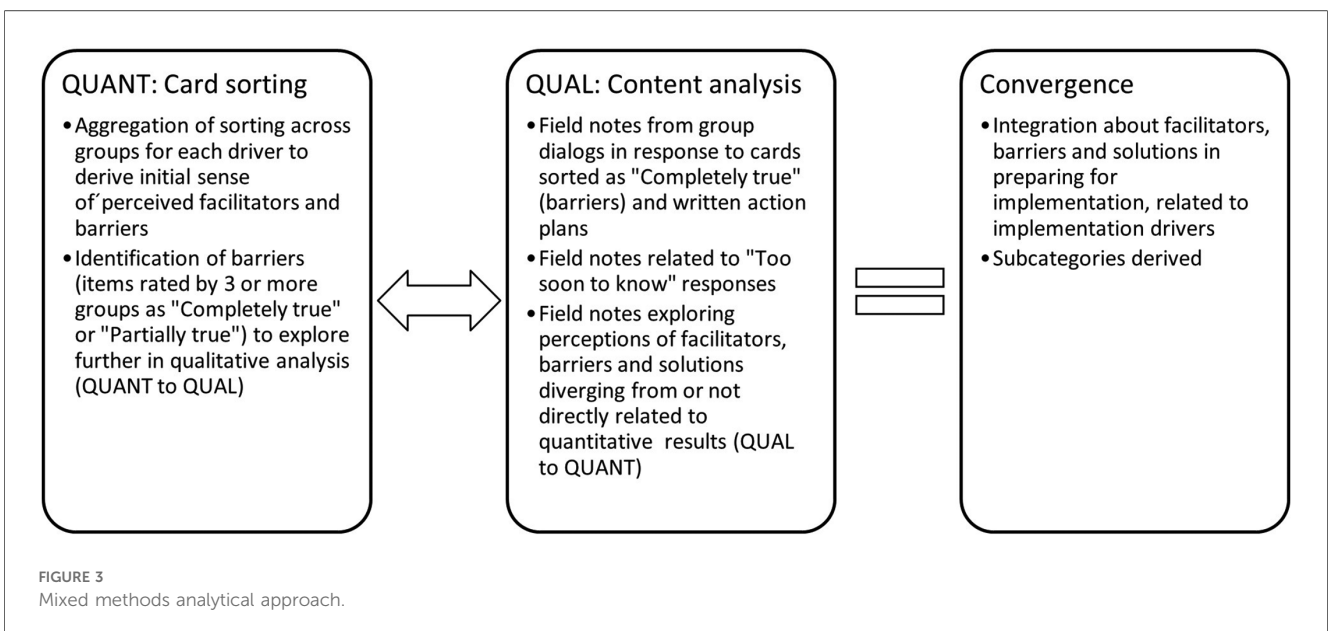 QUANT: Card sorting
•Aggregation of sorting across
groups for each driver to
derive initial sense
of´perceived facilitators and
barriers
•Identification of barriers
(items rated by 3 or more
groups as "Completely true"
or "Partially true") to explore
further in qualitative analysis
(QUANT to QUAL)
QUAL: Content analysis
•Field notes from group
dialogs in response to cards
sorted as "Completely true"
(barriers) and written action
plans
•Field notes related to "Too
soon to know" responses
•Field notes exploring
perceptions of facilitators,
barriers and solutions
diverging from or not
directly related to
quantitative  results (QUAL
to QUANT)
Convergence
•Integration about facilitators,
barriers and solutions in
preparing for
implementation, related to
implementation drivers
•Subcategories derived
FIGURE 3
Mixed methods analytical approach.